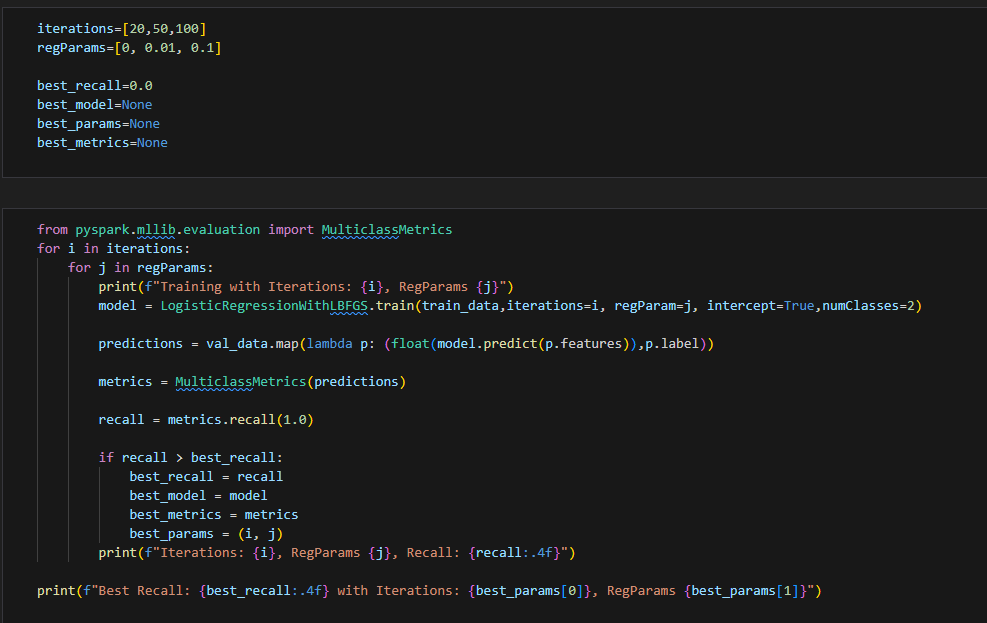 iterations=[20,50,100]
regParams=[0, 0.01, 0.1]
best_recall=0.0
best_model=None
best_params=None
best_metrics=None
from pyspark.mllib.evaluation import MulticlassMetrics
for i in iterations:
    for j in regParams:
        print(f"Training with Iterations: {i}, RegParams {j}")
        model = LogisticRegressionWithLBFGS.train(train_data,iterations=i, regParam=j, intercept=True,numClasses=2)
        predictions = val_data.map(lambda p: (float(model.predict(p.features)),p.label))
        metrics = MulticlassMetrics(predictions)
        recall = metrics.recall(1.0)
        if recall > best_recall:
            best_recall = recall
            best_model = model
            best_metrics = metrics
            best_params = (i, j)
        print(f"Iterations: {i}, RegParams {j}, Recall: {recall:.4f}")
print(f"Best Recall: {best_recall:.4f} with Iterations: {best_params[0]}, RegParams {best_params[1]}")